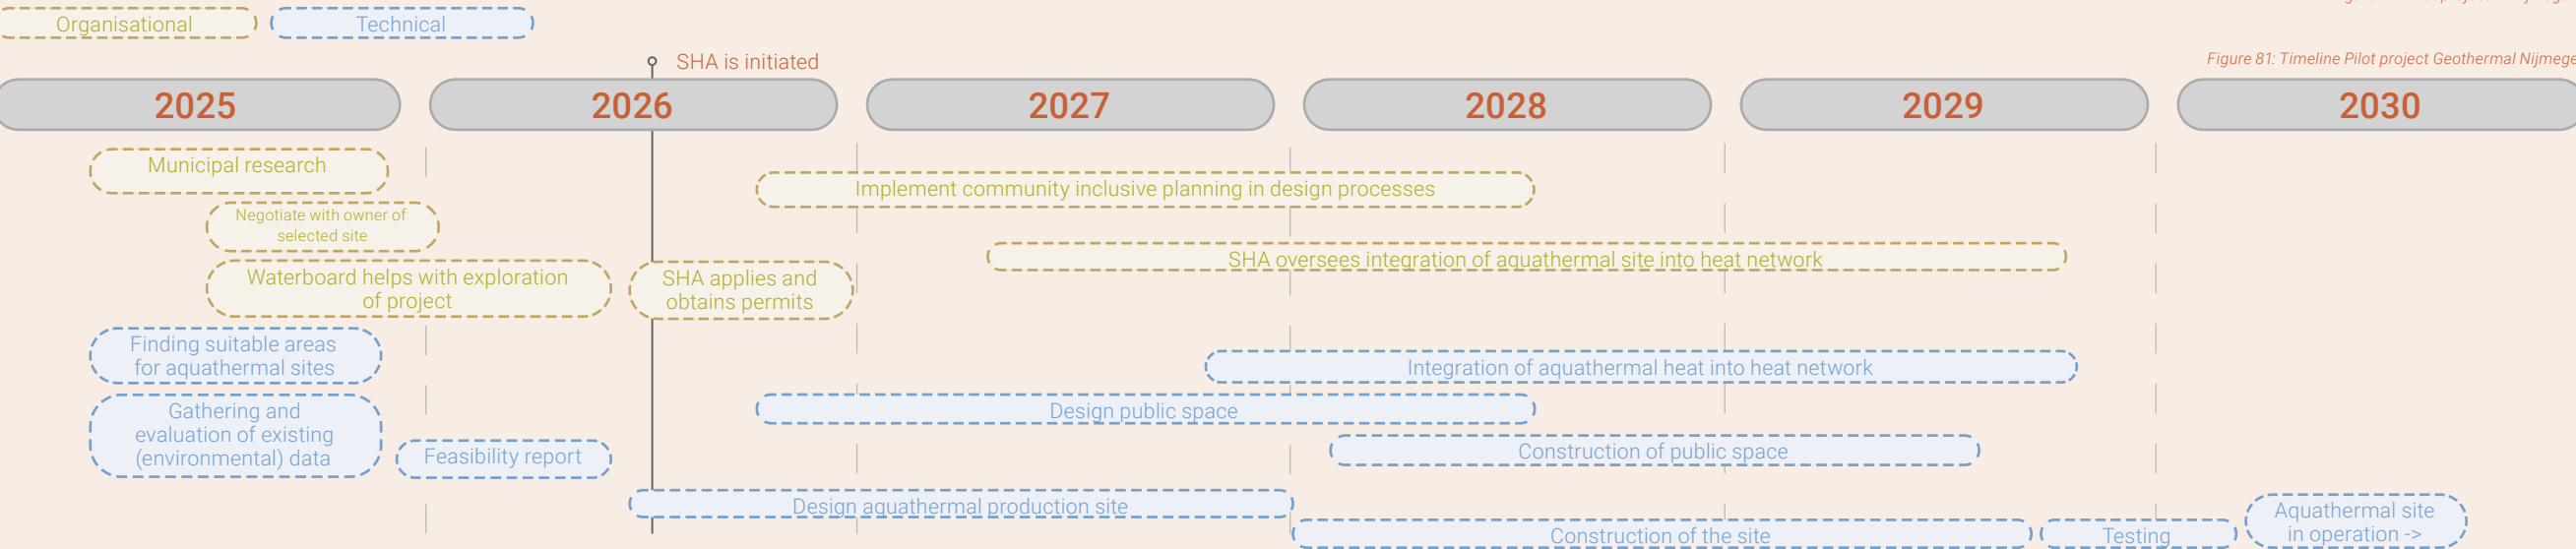 Organisational
Technical
SHA is initiated
Figure 81: Timeline Pilot project Geothermal
2025
2026
2027
2028
2029
2030
Municipal research
Implement community inclusive planning in design processes
Negotiate with owner of
selected site
SHA oversees integration of aquathermal site into heat network
Waterboard helps with exploration
of project
SHA applies and
obtains permits
Finding suitable areas
for aquathermal sites
Integration of aquathermal heat into heat network
Gathering and
evaluation of existing
(environmental) data
Design public space
Feasibility report
Construction of public space
Design aquathermal production site
Construction of the site
Testing
Aquathermal site
in operation ->